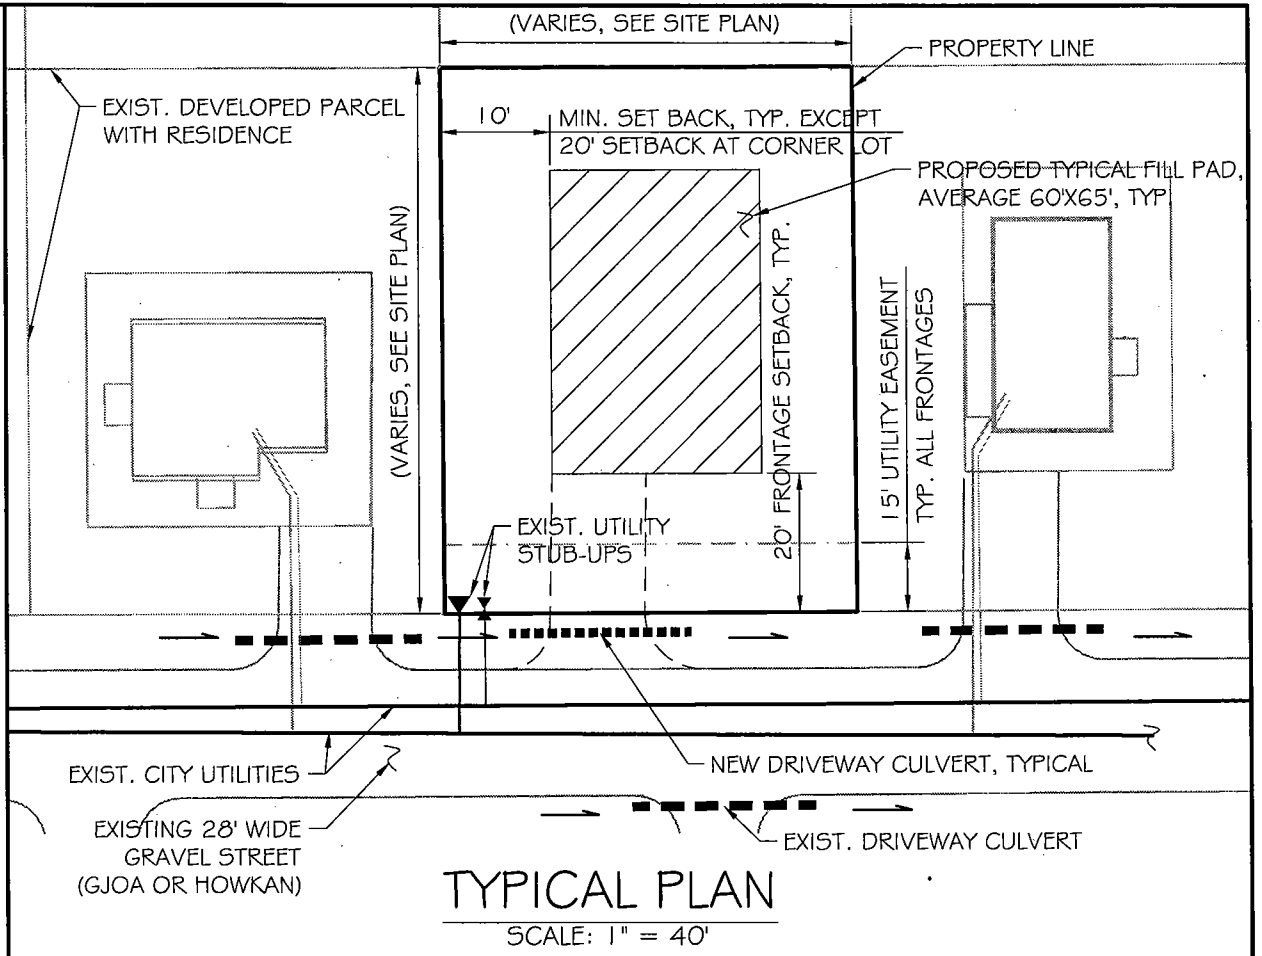 (VARIES, SEE SITE PLAN)
PROPERTY LINE
EXIST. DEVELOPED PARCEL
WITH RESIDENCE
10'
MIN. SET BACK, TYP. EXCEPT
20' SETBACK AT CORNER LOT
PROPOSED TYPICAL FILL PAD,
AVERAGE 60'X65', TYP
(VARIES, SEE SITE PLAN)
20' FRONTAGE SETBACK, TYP.
15' UTILITY EASEMENT
TYP. ALL FRONTAGES
EXIST. UTILITY
STUB-UPS
EXIST. CITY UTILITIES
NEW DRIVEWAY CULVERT, TYPICAL
EXISTING 28' WIDE
GRAVEL STREET
(GJOA OR HOWKAN)
EXIST. DRIVEWAY CULVERT
TYPICAL PLAN
SCALE: 1" = 40'